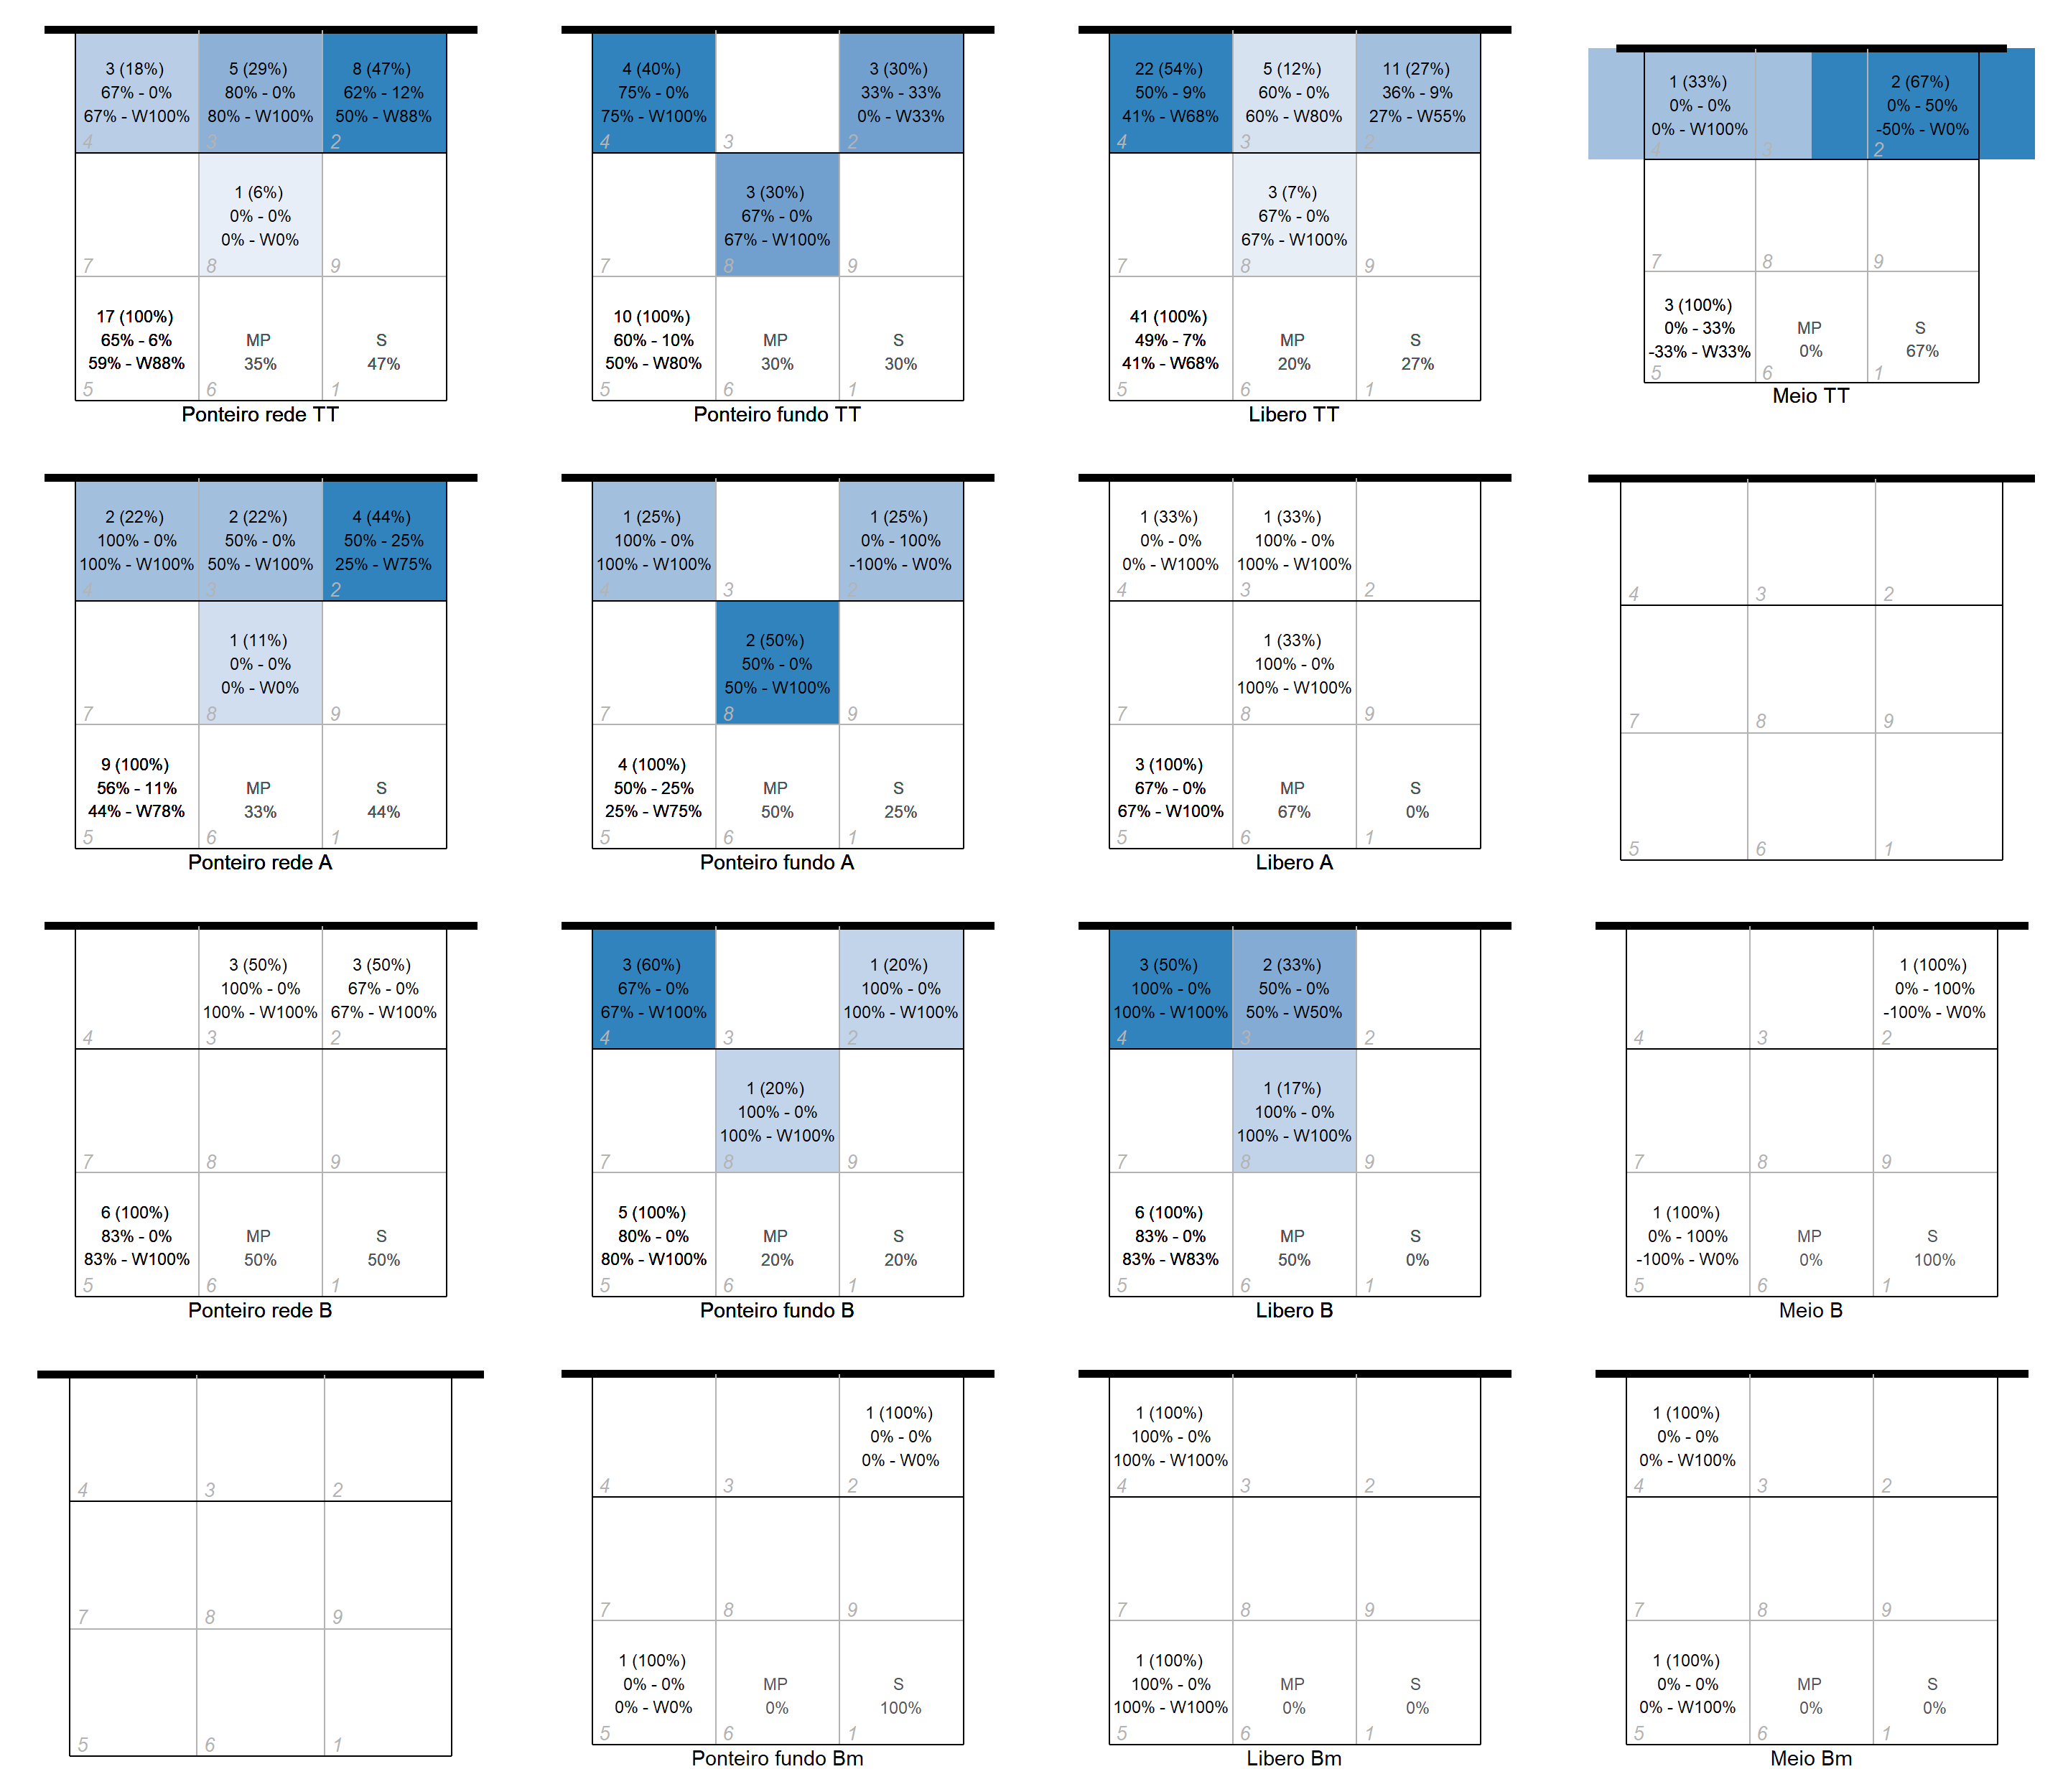 3 (18%)
67% - 0%
67% - W100%
4
5 (29%)
80% - 0%
80% - W100%
3
8 (47%)
62% - 12%
50% - W88%
2
7
1 (6%)
0% - 0%
0% - W0%
8
9
17 (100%)
65% - 6%
59% - W88%
5
MP
35%
6
S
47%
1
Ponteiro rede TT
4 (40%)
75% - 0%
75% - W100%
4
3
3 (30%)
33% - 33%
0% - W33%
2
7
3 (30%)
67% - 0%
67% - W100%
8
9
10 (100%)
60% - 10%
50% - W80%
5
MP
30%
6
S
30%
1
Ponteiro fundo TT
22 (54%)
50% - 9%
41% - W68%
4
5 (12%)
60% - 0%
60% - W80%
3
11 (27%)
36% - 9%
27% - W55%
2
7
3 (7%)
67% - 0%
67% - W100%
8
9
41 (100%)
49% - 7%
41% - W68%
5
MP
20%
6
S
27%
1
Libero TT
1 (33%)
0% - 0%
0% - W100%
4
3
2 (67%)
0% - 50%
-50% - W0%
2
7
8
9
3 (100%)
0% - 33%
-33% - W33%
5
MP
0%
6
S
67%
1
Meio TT
2 (22%)
100% - 0%
100% - W100%
4
2 (22%)
50% - 0%
50% - W100%
3
4 (44%)
50% - 25%
25% - W75%
2
7
1 (11%)
0% - 0%
0% - W0%
8
9
9 (100%)
56% - 11%
44% - W78%
5
MP
33%
6
S
44%
1
Ponteiro rede A
1 (25%)
100% - 0%
100% - W100%
4
3
1 (25%)
0% - 100%
-100% - W0%
2
7
2 (50%)
50% - 0%
50% - W100%
8
9
4 (100%)
50% - 25%
25% - W75%
5
MP
50%
6
S
25%
1
Ponteiro fundo A
1 (33%)
0% - 0%
0% - W100%
4
1 (33%)
100% - 0%
100% - W100%
3
2
7
1 (33%)
100% - 0%
100% - W100%
8
9
3 (100%)
67% - 0%
67% - W100%
5
MP
67%
6
S
0%
1
Libero A
4
3
2
7
8
9
5
6
1
4
3 (50%)
100% - 0%
100% - W100%
3
3 (50%)
67% - 0%
67% - W100%
2
7
8
9
6 (100%)
83% - 0%
83% - W100%
5
MP
50%
6
S
50%
1
Ponteiro rede B
3 (60%)
67% - 0%
67% - W100%
4
3
1 (20%)
100% - 0%
100% - W100%
2
7
1 (20%)
100% - 0%
100% - W100%
8
9
5 (100%)
80% - 0%
80% - W100%
5
MP
20%
6
S
20%
1
Ponteiro fundo B
3 (50%)
100% - 0%
100% - W100%
4
2 (33%)
50% - 0%
50% - W50%
3
2
7
1 (17%)
100% - 0%
100% - W100%
8
9
6 (100%)
83% - 0%
83% - W83%
5
MP
50%
6
S
0%
1
Libero B
4
3
1 (100%)
0% - 100%
-100% - W0%
2
7
8
9
1 (100%)
0% - 100%
-100% - W0%
5
MP
0%
6
S
100%
1
Meio B
4
3
2
7
8
9
5
6
1
4
3
1 (100%)
0% - 0%
0% - W0%
2
7
8
9
1 (100%)
0% - 0%
0% - W0%
5
MP
0%
6
S
100%
1
Ponteiro fundo Bm
1 (100%)
100% - 0%
100% - W100%
4
3
2
7
8
9
1 (100%)
100% - 0%
100% - W100%
5
MP
0%
6
S
0%
1
Libero Bm
1 (100%)
0% - 0%
0% - W100%
4
3
2
7
8
9
1 (100%)
0% - 0%
0% - W100%
5
MP
0%
6
S
0%
1
Meio Bm